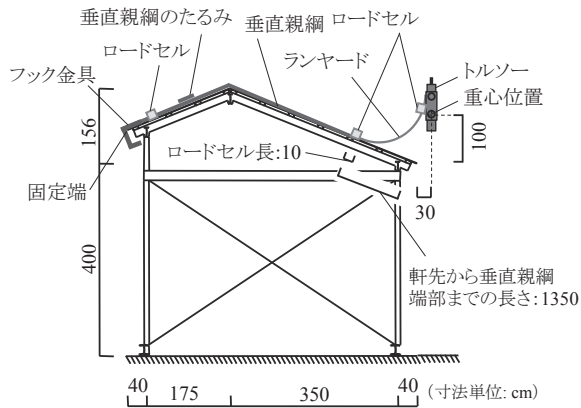 垂直親綱のたるみ
ロードセル
垂直親綱
ロードセル
ランヤード
トルソー
フック金具
重心位置
156
100
ロードセル長:10
固定端
30
400
軒先から垂直親綱
端部までの長さ:1350
40
175
350
40
(寸法単位: cm)